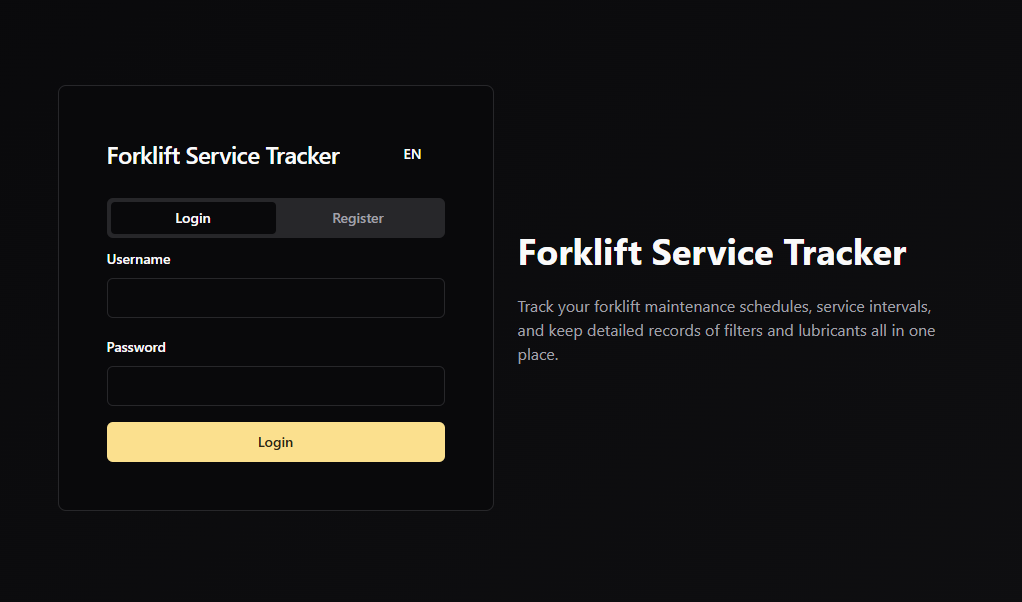 Forklift Service Tracker
EN
Login
Register
Username
Password
Login
Forklift Service Tracker
Track your forklift maintenance schedules, service intervals,
and keep detailed records of filters and lubricants all in one
place.